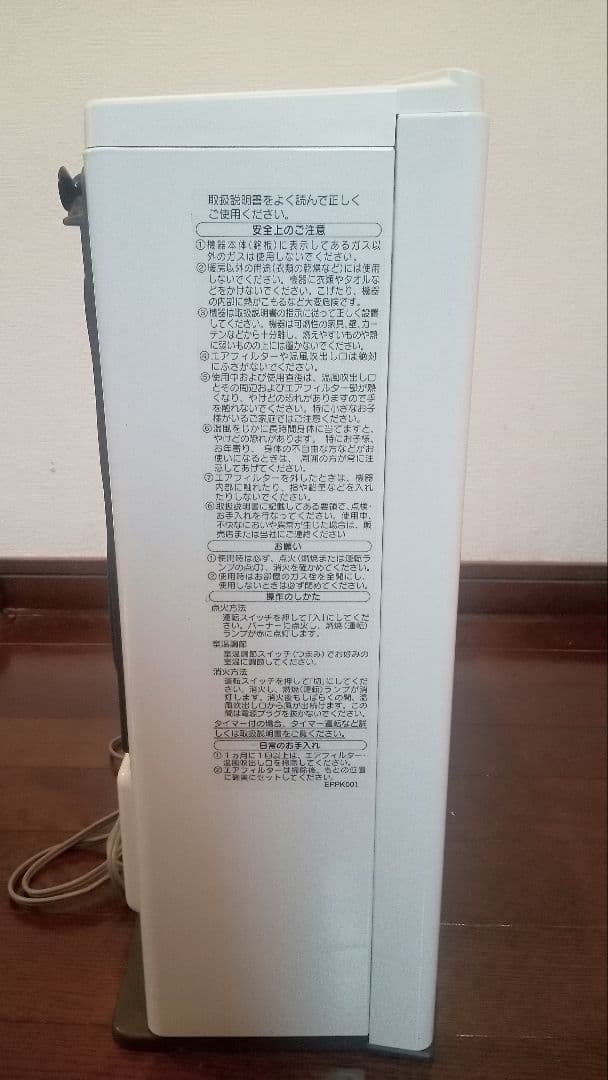 取扱説明書をよく読んで正しく
ご使用ください。
安全上のご注意
①機器本体(銘板)に表示してあるガス以
外のガスは使用しないでください。
②暖房以外の用途(衣類の乾燥など)には使用
しないでください。機器に衣類やタオルな
どをかけないでください。こげたり、機器
の内部に熱がこもるなど大変危険です。
③機器は取扱説明書の指示に従って正しく設置
してください。機器は可燃性の家具、壁、カー
テンなどから十分離し、燃えやすいものや熱
に弱いものの上には置かないでください。
④エアフィルターや温風吹出し口は絶対
にふさがないでください。
⑤使用中および使用直後は、温風吹出し口
とその周辺およびエアフィルター部が熱
くなり、やけどの恐れがありますので手
を触れないでください。特に小さなお子
様がいるご家庭ではご注意ください。
⑥温風をじかに長時間身体に当てますと、
やけどの恐れがあります。特にお子様、
お年寄り、身体の不自由な方などがお
使いになるときは、周囲の方が常に注
意してあげてください。
⑦エアフィルターを外したときは、機器
内部に触れたり、指や鉛筆などを入れ
たりしないでください。
⑧取扱説明書に記載してある要領で、点検・
お手入れを行なってください。使用中、
不快なにおいや異常が生じた場合は、販
売店または当社にご連絡ください
お願い
①使用時は必ず、点火(燃焼または運転ラ
ンプの点灯)、消火を確かめてください。
②使用時はお部屋のガス栓を全開にし、
使用しないときは必ず閉めてください。
操作のしかた
点火方法
運転スイッチを押して「入」にしてくだ
さい。バーナーに点火し、燃焼(運転)
ランプが赤に点灯します。
室温調節
室温調節スイッチ(つまみ)でお好みの
室温に調節してください。
消火方法
運転スイッチを押して「切」にしてくだ
さい。消火し、燃焼(運転)ランプが消
灯します。消火後もしばらくの間、温
風吹出し口から風が出続けます。この
間は電源プラグを抜かないでください。
タイマー付の場合、タイマー運転など詳
しくは取扱説明書をご覧ください。
日常のお手入れ
①1ヵ月に1回以上は、エアフィルター・
温風吹出し口を掃除してください。
②エアフィルターは掃除後、もとの位置
に確実にセットしてください。
EPPK001